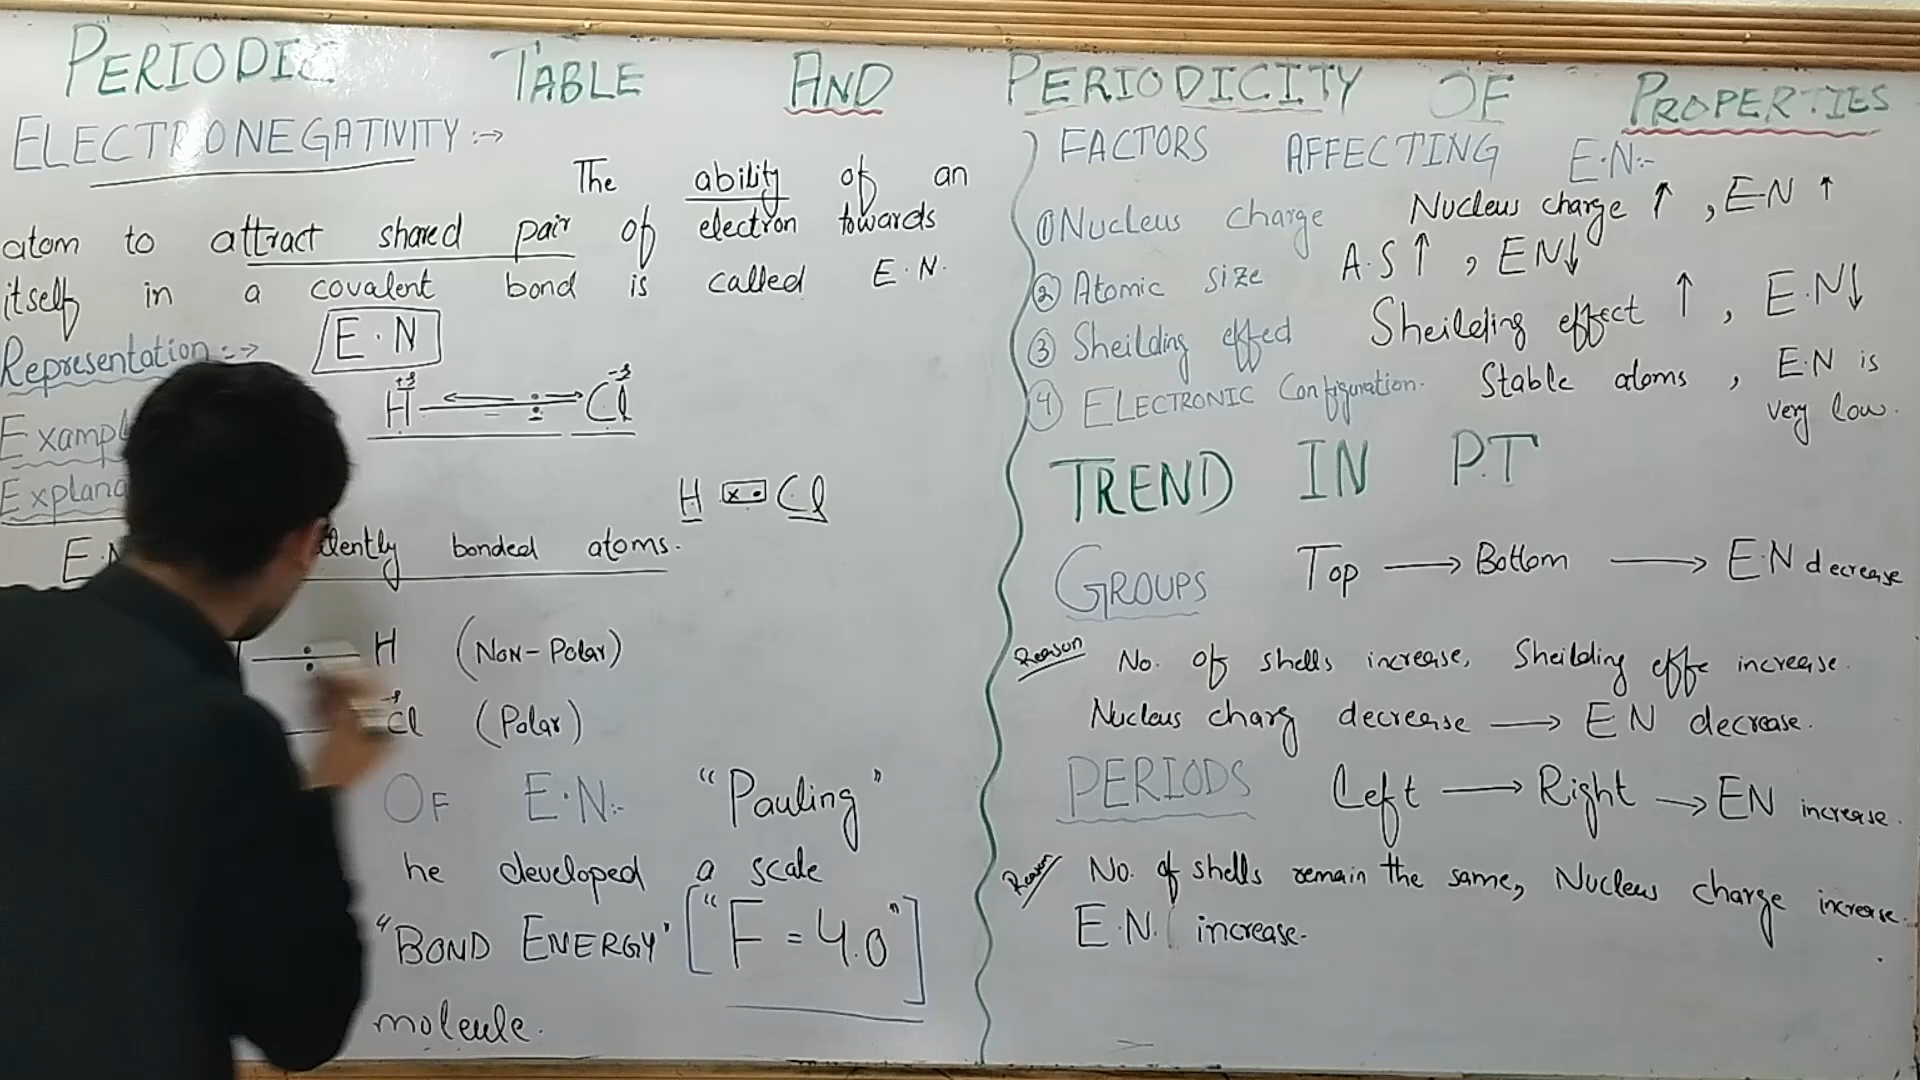 PERIODIC TABLE AND PERIODICITY OF PROPERTIES
ELECTRONEGATIVITY :→
The ability of an
atom to attract shared pair of electron towards
itself in a covalent bond is called E.N.
Representation :→ E.N
H Cl
H x . Cl
bonded atoms.
H (Non-Polar)
Cl (Polar)
OF E.N:- "Pauling"
he developed a scale
"BOND ENERGY" ["F = 4.0"]
FACTORS AFFECTING E.N:-
① Nucleus charge Nucleus charge ↑ , E-N ↑
② Atomic size A.S ↑ , EN↓
③ Sheilding effed Sheilding effect ↑ , E.N↓
④ ELECTRONIC Configuration. Stable atoms , E.N is
very low.
TREND IN P.T
GROUPS Top → Bottom → E.N decrease
Reason No. of shells increase, Sheilding effe increase.
Nucleus charg decrease → EN decrease.
PERIODS Left → Right → EN increase.
Reason No. of shells remain the same, Nucleus charge increase.
E.N. increase.